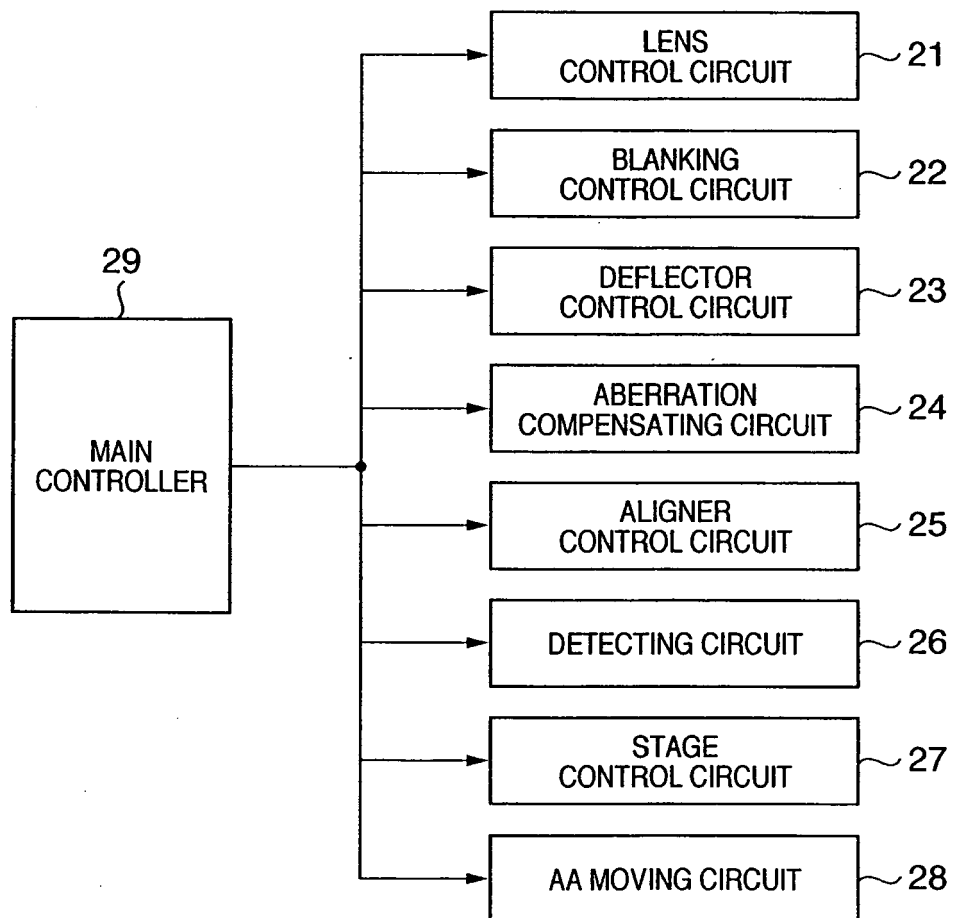 LENS
CONTROL CIRCUIT
21
BLANKING
CONTROL CIRCUIT
22
DEFLECTOR
CONTROL CIRCUIT
23
ABERRATION
COMPENSATING CIRCUIT
24
29
MAIN
CONTROLLER
ALIGNER
CONTROL CIRCUIT
25
DETECTING CIRCUIT
26
STAGE
CONTROL CIRCUIT
27
AA MOVING CIRCUIT
28